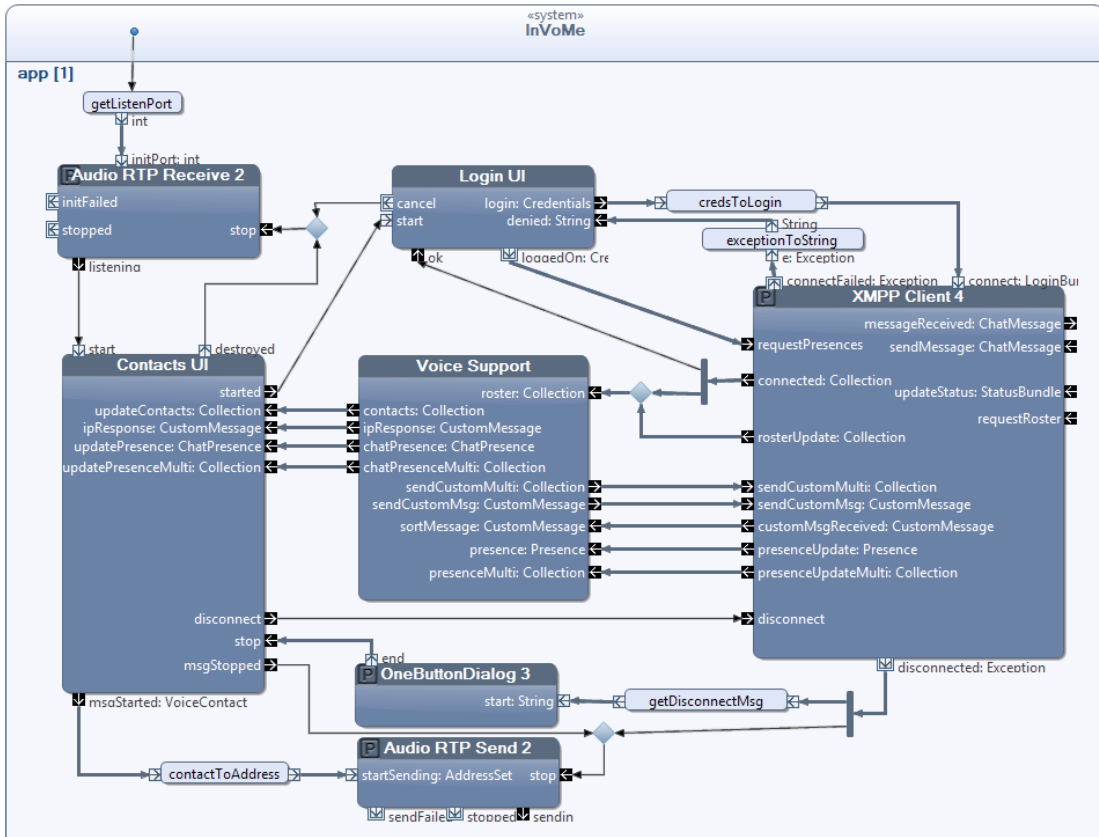 «system»
InVoMe
app [1]
getListenPort
int
initPort: int
Audio RTP Receive 2
initFailed
stopped
stop
listening
Login UI
cancel
login: Credentials
start
denied: String
ok
loggedOn: Cre
credsToLogin
String
exceptionToString
e: Exception
connectFailed: Exception
connect: LoginBun
XMPP Client 4
messageReceived: ChatMessage
requestPresences
sendMessage: ChatMessage
connected: Collection
updateStatus: StatusBundle
requestRoster
rosterUpdate: Collection
sendCustomMulti: Collection
sendCustomMsg: CustomMessage
customMsgReceived: CustomMessage
presenceUpdate: Presence
presenceUpdateMulti: Collection
disconnect
disconnected: Exception
start
destroyed
Contacts UI
started
updateContacts: Collection
ipResponse: CustomMessage
updatePresence: ChatPresence
updatePresenceMulti: Collection
disconnect
stop
msgStopped
msgStarted: VoiceContact
Voice Support
roster: Collection
contacts: Collection
ipResponse: CustomMessage
chatPresence: ChatPresence
chatPresenceMulti: Collection
sendCustomMulti: Collection
sendCustomMsg: CustomMessage
sortMessage: CustomMessage
presence: Presence
presenceMulti: Collection
end
P
OneButtonDialog 3
start: String
getDisconnectMsg
P
Audio RTP Send 2
startSending: AddressSet
stop
contactToAddress
sendFailed
stopped
sendin